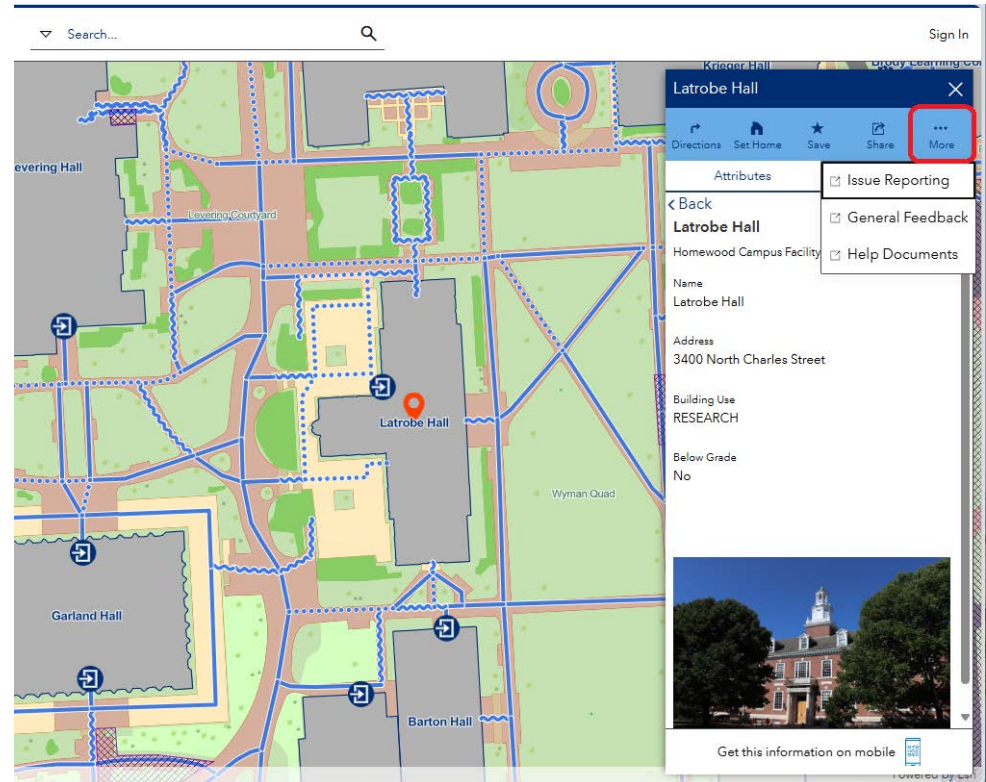 Search...
Sign In
Krieger Hall
Brody Learning Co
Latrobe Hall
Directions
Set Home
Save
Share
More
Attributes
Issue Reporting
General Feedback
Help Documents
Back
Latrobe Hall
Homewood Campus Facility
Name
Latrobe Hall
Address
3400 North Charles Street
Building Use
RESEARCH
Below Grade
No
Get this information on mobile
Powered by Esri
evering Hall
Levering Courtyard
Latrobe Hall
Wyman Quad
Garland Hall
Barton Hall